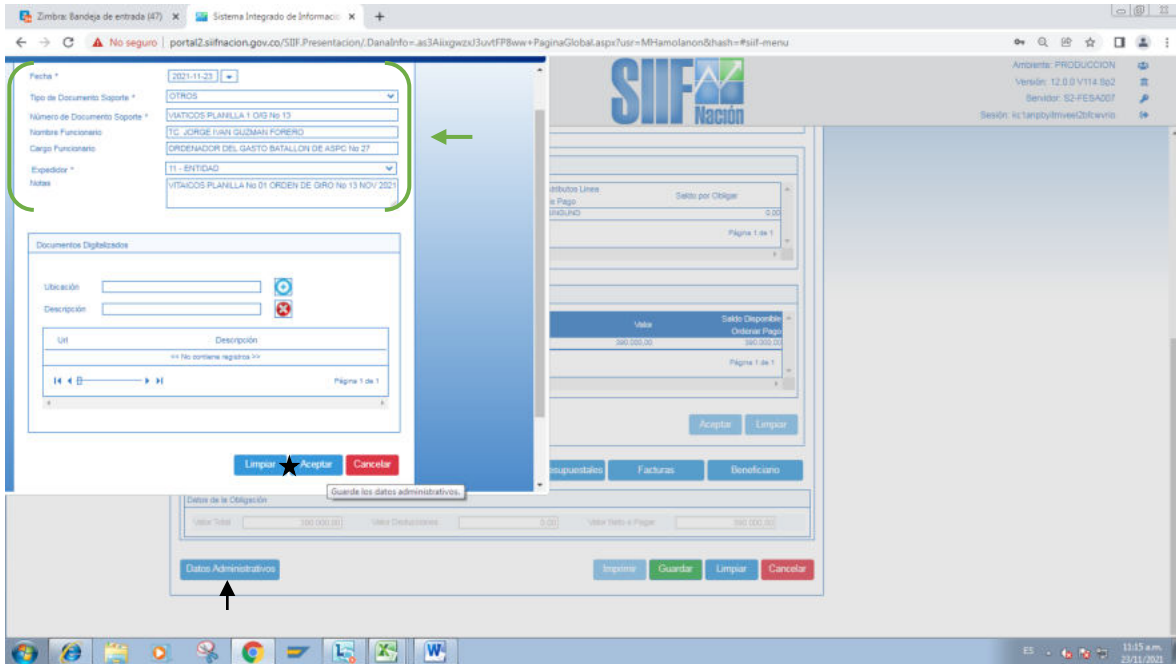 Zimbra: Bandeja de entrada (47)
Sistema Integrado de Informació
No seguro
portal2.siifnacion.gov.co/SIIF.Presentacion/.DanaInfo=.as3AiixgwzxJ3uvtFP8ww+PaginaGlobal.aspx?usr=MHamolanon&hash=#siif-menu
Fecha *
2021-11-23
Tipo de Documento Soporte *
OTROS
Número de Documento Soporte *
VIATICOS PLANILLA 1 O/G No 13
Nombre Funcionario
TC. JORGE IVAN GUZMAN FORERO
Cargo Funcionario
ORDENADOR DEL GASTO BATALLON DE ASPC No 27
Expedidor *
11 - ENTIDAD
Notas
VITAICOS PLANILLA No 01 ORDEN DE GIRO No 13 NOV 2021
Documentos Digitalizados
Ubicación
Descripción
Url
Descripción
<< No contiene registros >>
Página 1 de 1
Limpiar
Aceptar
Cancelar
Guarda los datos administrativos.
SIIF
Nación
Ambiente: PRODUCCION
Versión: 12.0.0 V114 Sp2
Servidor: S2-FESA007
Atributos Linea
Pago
Saldo por Obligar
NINGUNO
0,00
Página 1 de 1
Valor
Saldo Disponible
Ordenar Pago
390.000,00
390.000,00
Página 1 de 1
Aceptar
Limpiar
esupuestales
Facturas
Beneficiario
Datos de la Obligación
Valor Total
390.000,00
Valor Deducciones
0,00
Valor Neto a Pagar
390.000,00
Datos Administrativos
Imprimir
Guardar
Limpiar
Cancelar
ES
11:15 a.m.
23/11/2021